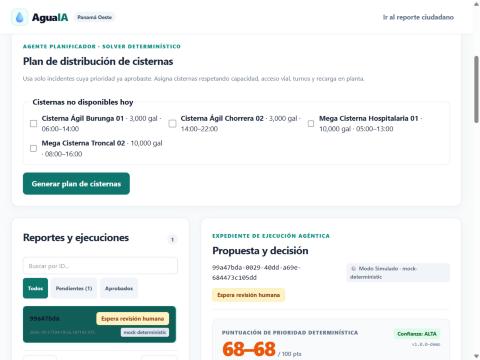 AguaIA Panamá Oeste Ir al reporte ciudadano
AGENTE PLANIFICADOR · SOLVER DETERMINÍSTICO
Plan de distribución de cisternas
Usa solo incidentes cuya prioridad ya aprobaste. Asigna cisternas respetando capacidad, acceso vial, turnos y recarga en planta.
Cisternas no disponibles hoy
Cisterna Ágil Burunga 01 · 3,000 gal ·
06:00–14:00
Cisterna Ágil Chorrera 02 · 3,000 gal ·
14:00–22:00
Mega Cisterna Hospitalaria 01 ·
10,000 gal · 05:00–13:00
Mega Cisterna Troncal 02 · 10,000 gal
· 08:00–16:00
Generar plan de cisternas
Reportes y ejecuciones 1
Buscar por ID...
Todos Pendientes (1) Aprobados
99a47bda Espera revisión humana
mock-deterministic
EXPEDIENTE DE EJECUCIÓN AGÉNTICA
Propuesta y decisión
99a47bda-0029-40dd-a69e-
684473c105dd
Modo Simulado · mock-
deterministic
Espera revisión humana
PUNTUACIÓN DE PRIORIDAD DETERMINÍSTICA
68–68 / 100 pts
Confianza: ALTA
v1.0.0-demo